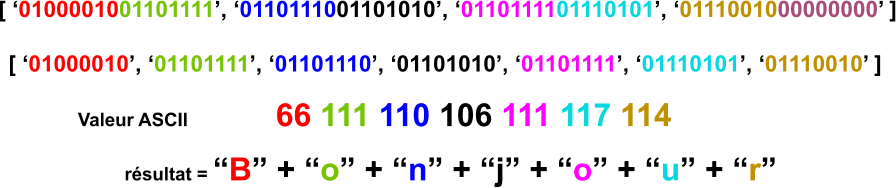 [ ‘0100001001101111’, ‘0110111001101010’, ‘0110111101110101’, ‘0111001000000000’ ]
[ ‘01000010’, ‘01101111’, ‘01101110’, ‘01101010’, ‘01101111’, ‘01110101’, ‘01110010’ ]
Valeur ASCII 66 111 110 106 111 117 114
résultat = “B” + “o” + “n” + “j” + “o” + “u” + “r”